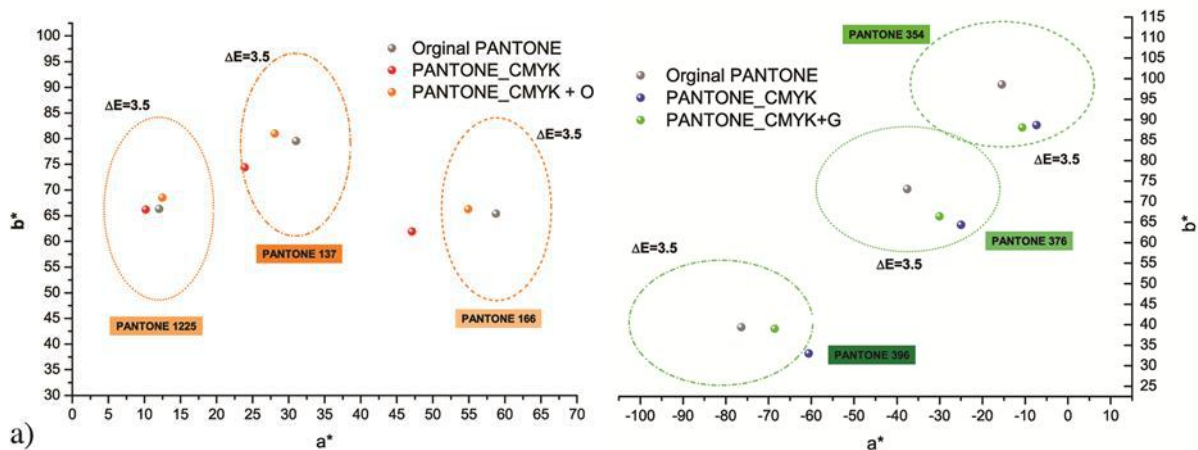 100
95
90
85
80
75
70
65
60
55
50
45
40
35
30
b*
ΔE=3.5
ΔE=3.5
ΔE=3.5
Orginal PANTONE
PANTONE_CMYK
PANTONE_CMYK + O
PANTONE 137
PANTONE 1225
PANTONE 166
0 5 10 15 20 25 30 35 40 45 50 55 60 65 70
a)
a*
PANTONE 354
Orginal PANTONE
PANTONE_CMYK
PANTONE_CMYK+G
ΔE=3.5
PANTONE 376
ΔE=3.5
ΔE=3.5
PANTONE 396
115
110
105
100
95
90
85
80
75
70
65
60
55
50
45
40
35
30
25
b*
-100 -90 -80 -70 -60 -50 -40 -30 -20 -10 0 10
a*